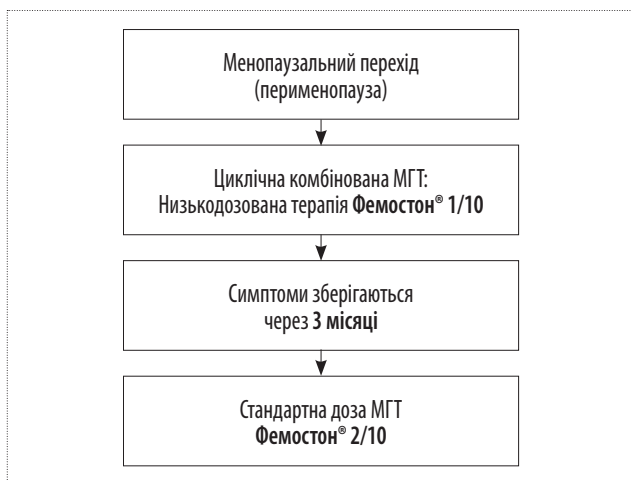 Менопаузальний перехід
(перименопауза)
Циклічна комбінована МГТ:
Низькодозована терапія Фемостон® 1/10
Симптоми зберігаються
через 3 місяці
Стандартна доза МГТ
Фемостон® 2/10